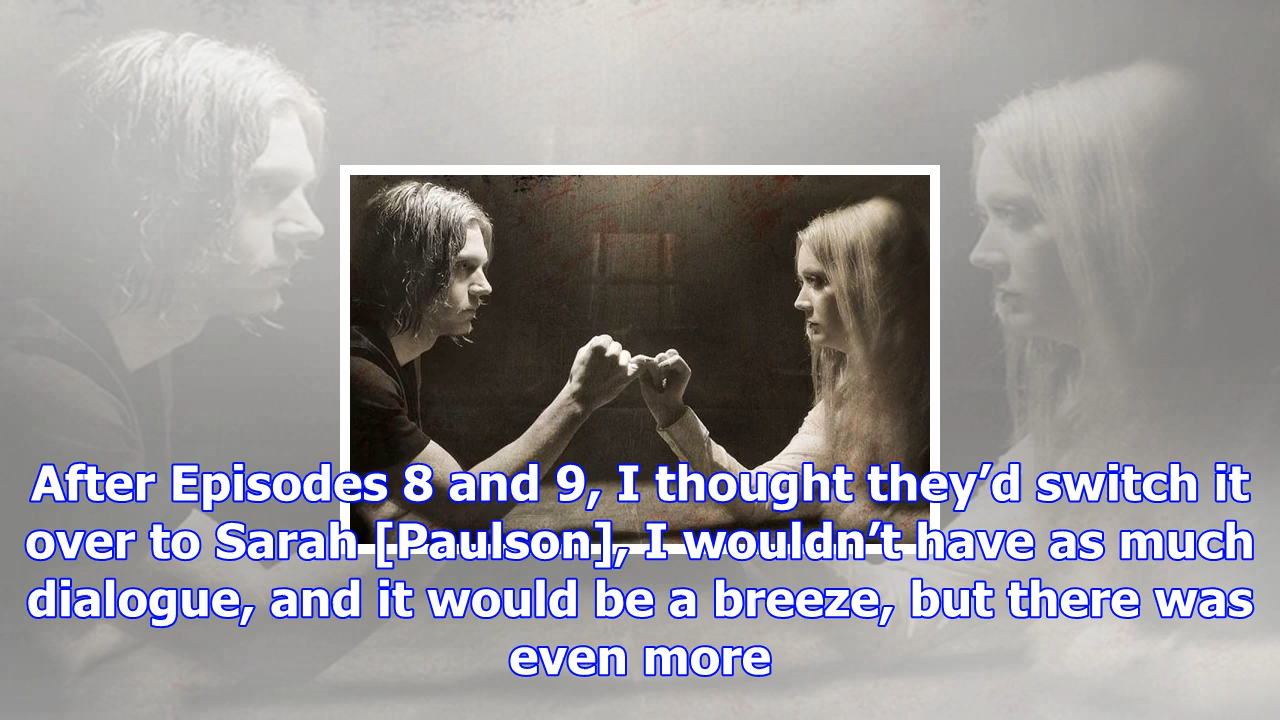 After Episodes 8 and 9, I thought they’d switch it
over to Sarah [Paulson], I wouldn’t have as much
dialogue, and it would be a breeze, but there was
even more